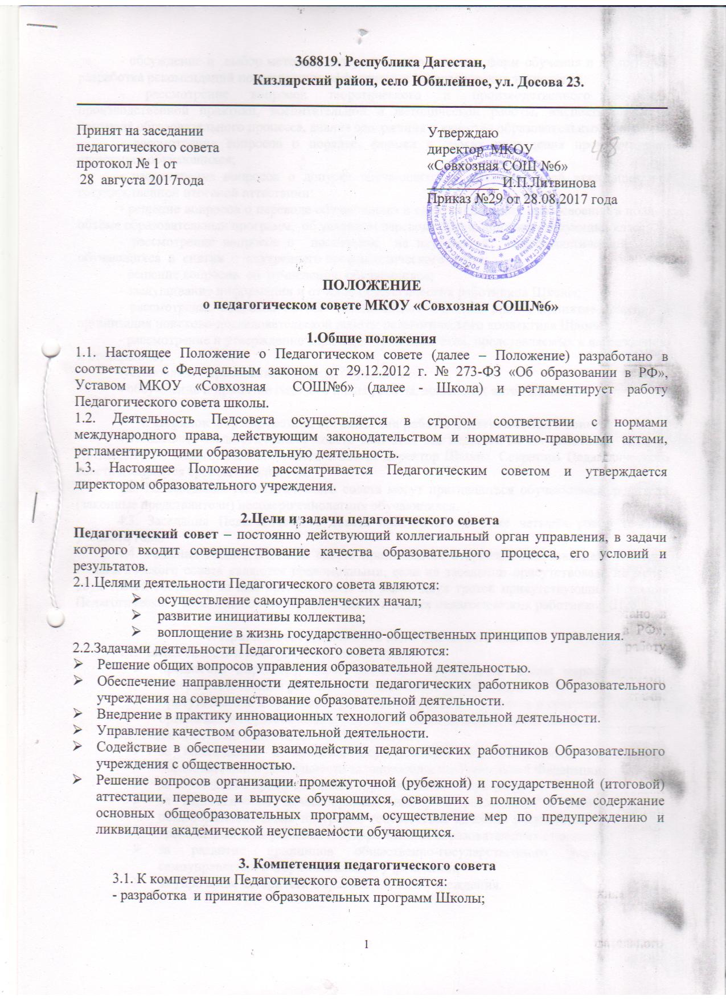 368819. Республика Дагестан,
Кизлярский район, село Юбилейное, ул. Досова 23.
Принят на заседании
педагогического совета
протокол № 1 от
28 августа 2017года
Утверждаю
директор МКОУ
«Совхозная СОШ №6»
И.П.Литвинова
Приказ №29 от 28.08.2017 года
48
ПОЛОЖЕНИЕ
о педагогическом совете МКОУ «Совхозная СОШ№6»
1.Общие положения
1.1. Настоящее Положение о Педагогическом совете (далее – Положение) разработано в
соответствии с Федеральным законом от 29.12.2012 г. № 273-ФЗ «Об образовании в РФ»,
Уставом МКОУ «Совхозная СОШ№6» (далее - Школа) и регламентирует работу
Педагогического совета школы.
1.2. Деятельность Педсовета осуществляется в строгом соответствии с нормами
международного права, действующим законодательством и нормативно-правовыми актами,
регламентирующими образовательную деятельность.
1.3. Настоящее Положение рассматривается Педагогическим советом и утверждается
директором образовательного учреждения.
2.Цели и задачи педагогического совета
Педагогический совет – постоянно действующий коллегиальный орган управления, в задачи
которого входит совершенствование качества образовательного процесса, его условий и
результатов.
2.1.Целями деятельности Педагогического совета являются:
➢ осуществление самоуправленческих начал;
➢ развитие инициативы коллектива;
➢ воплощение в жизнь государственно-общественных принципов управления.
2.2.Задачами деятельности Педагогического совета являются:
➢ Решение общих вопросов управления образовательной деятельностью.
➢ Обеспечение направленности деятельности педагогических работников Образовательного
учреждения на совершенствование образовательной деятельности.
➢ Внедрение в практику инновационных технологий образовательной деятельности.
➢ Управление качеством образовательной деятельности.
➢ Содействие в обеспечении взаимодействия педагогических работников Образовательного
учреждения с общественностью.
➢ Решение вопросов организации промежуточной (рубежной) и государственной (итоговой)
аттестации, переводе и выпуске обучающихся, освоивших в полном объеме содержание
основных общеобразовательных программ, осуществление мер по предупреждению и
ликвидации академической неуспеваемости обучающихся.
3. Компетенция педагогического совета
3.1. К компетенции Педагогического совета относятся:
- разработка и принятие образовательных программ Школы;
1